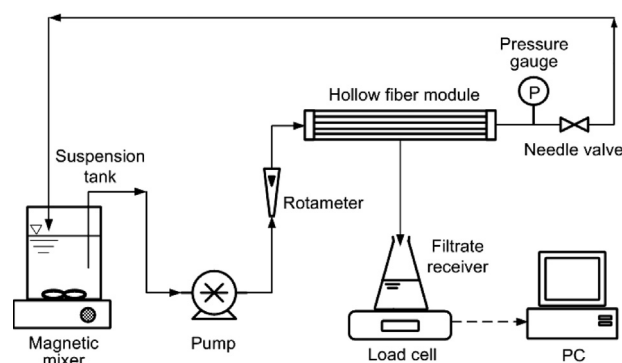 Pressure
gauge
P
Hollow fiber module
Needle valve
Suspension
tank
Rotameter
Filtrate
receiver
Magnetic
mixer
Pump
Load cell
PC